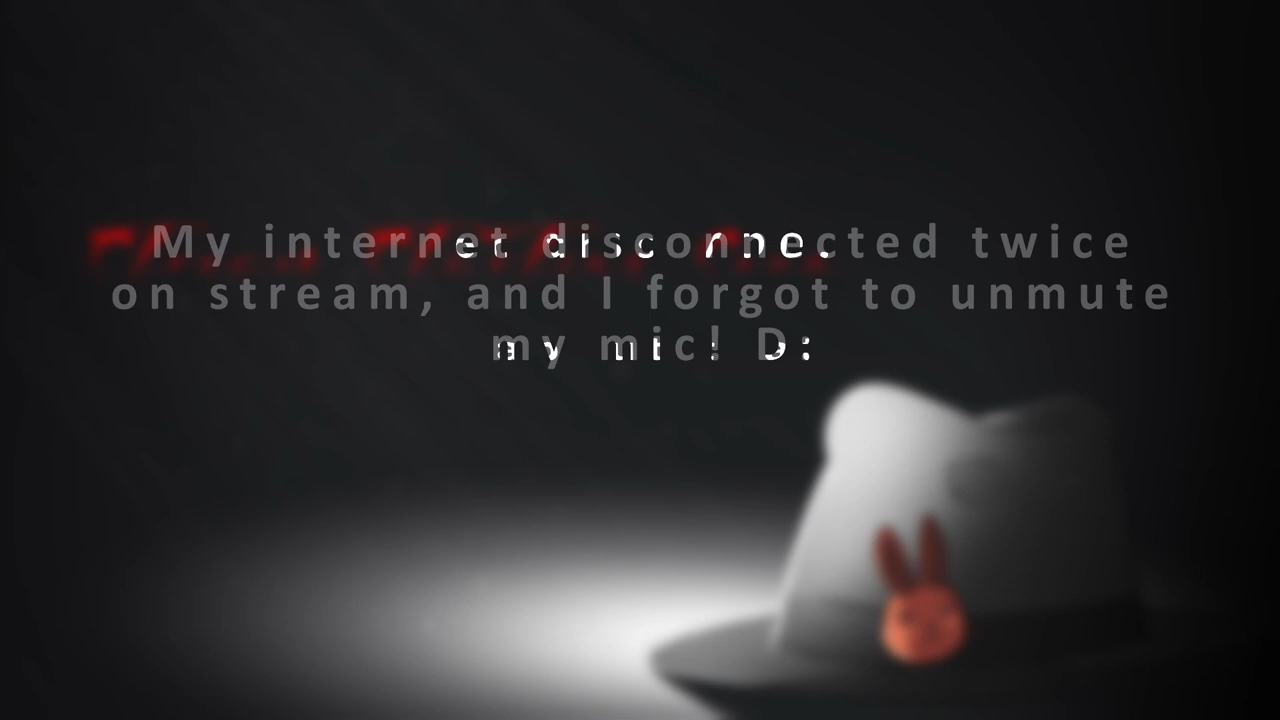 My internet disconnected twice
on stream, and I forgot to unmute
my mic! D: